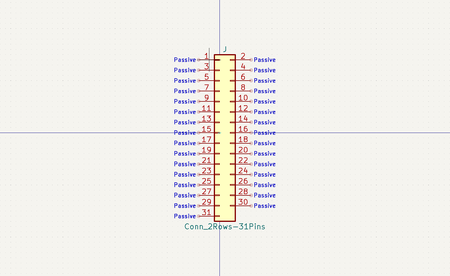 J
Passive 1 2 Passive
Passive 3 4 Passive
Passive 5 6 Passive
Passive 7 8 Passive
Passive 9 10 Passive
Passive 11 12 Passive
Passive 13 14 Passive
Passive 15 16 Passive
Passive 17 18 Passive
Passive 19 20 Passive
Passive 21 22 Passive
Passive 23 24 Passive
Passive 25 26 Passive
Passive 27 28 Passive
Passive 29 30 Passive
Passive 31
Conn_2Rows-31Pins